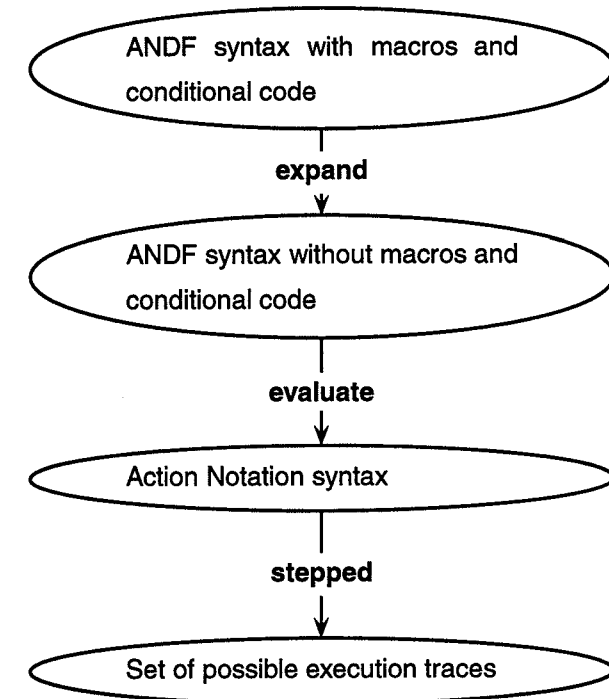 ANDF syntax with macros and
conditional code
expand
ANDF syntax without macros and
conditional code
evaluate
Action Notation syntax
stepped
Set of possible execution traces